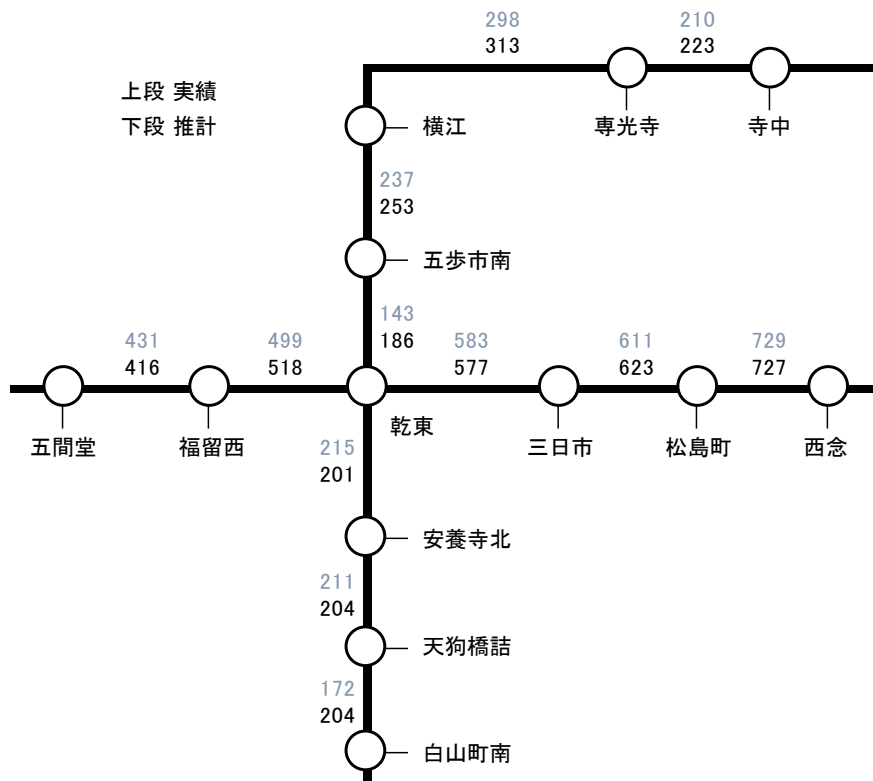 298 210
313 223
上段 実績
下段 推計
横江 専光寺 寺中
237
253
五歩市南
143
186
431 499 583 611 729
416 518 577 623 727
五間堂 福留西 乾東 三日市 松島町 西念
215
201
安養寺北
211
204
天狗橋詰
172
204
白山町南